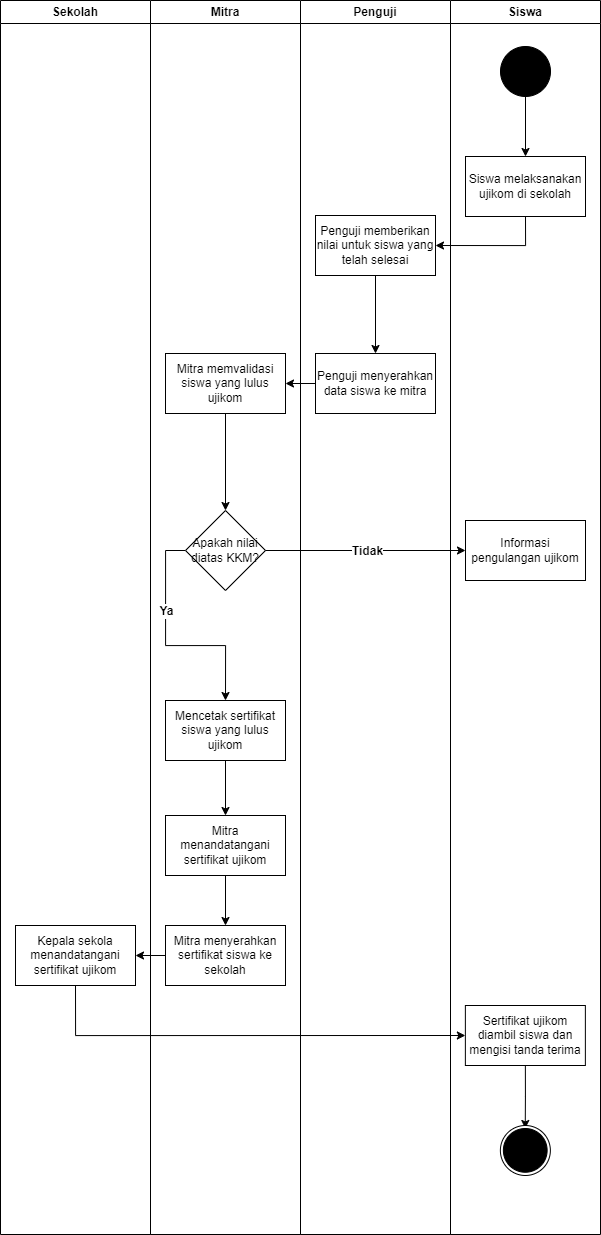 Sekolah
Mitra
Penguji
Siswa
Siswa melaksanakan
ujikom di sekolah
Penguji memberikan
nilai untuk siswa yang
telah selesai
Penguji menyerahkan
data siswa ke mitra
Mitra memvalidasi
siswa yang lulus
ujikom
Apakah nilai
diatas KKM?
Tidak
Informasi
pengulangan ujikom
Ya
Mencetak sertifikat
siswa yang lulus
ujikom
Mitra
menandatangani
sertifikat ujikom
Mitra menyerahkan
sertifikat siswa ke
sekolah
Kepala sekola
menandatangani
sertifikat ujikom
Sertifikat ujikom
diambil siswa dan
mengisi tanda terima